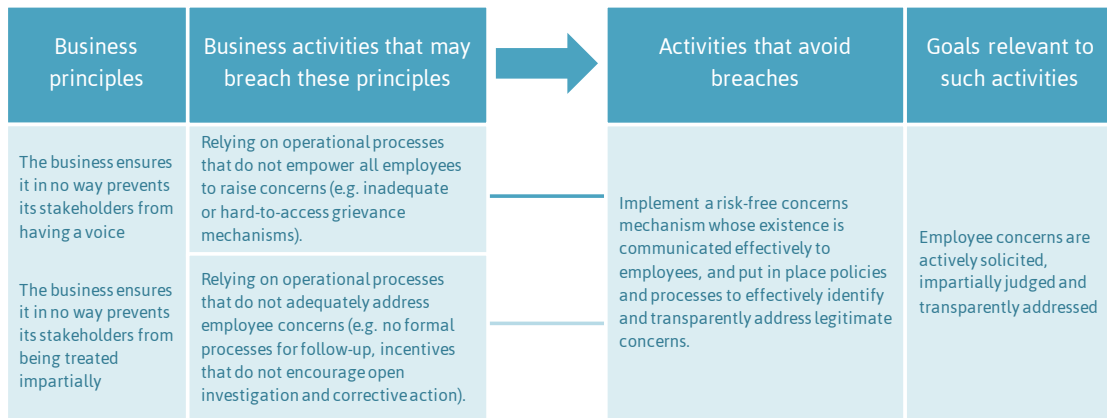 Business
principles
Business activities that may
breach these principles
Activities that avoid
breaches
Goals relevant to
such activities
The business ensures
it in no way prevents
its stakeholders from
having a voice
The business ensures
it in no way prevents
its stakeholders from
being treated
impartially
Relying on operational processes
that do not empower all employees
to raise concerns (e.g. inadequate
or hard-to-access grievance
mechanisms).
Relying on operational processes
that do not adequately address
employee concerns (e.g. no formal
processes for follow-up, incentives
that do not encourage open
investigation and corrective action).
Implement a risk-free concerns
mechanism whose existence is
communicated effectively to
employees, and put in place policies
and processes to effectively identify
and transparently address legitimate
concerns.
Employee concerns are
actively solicited,
impartially judged and
transparently addressed